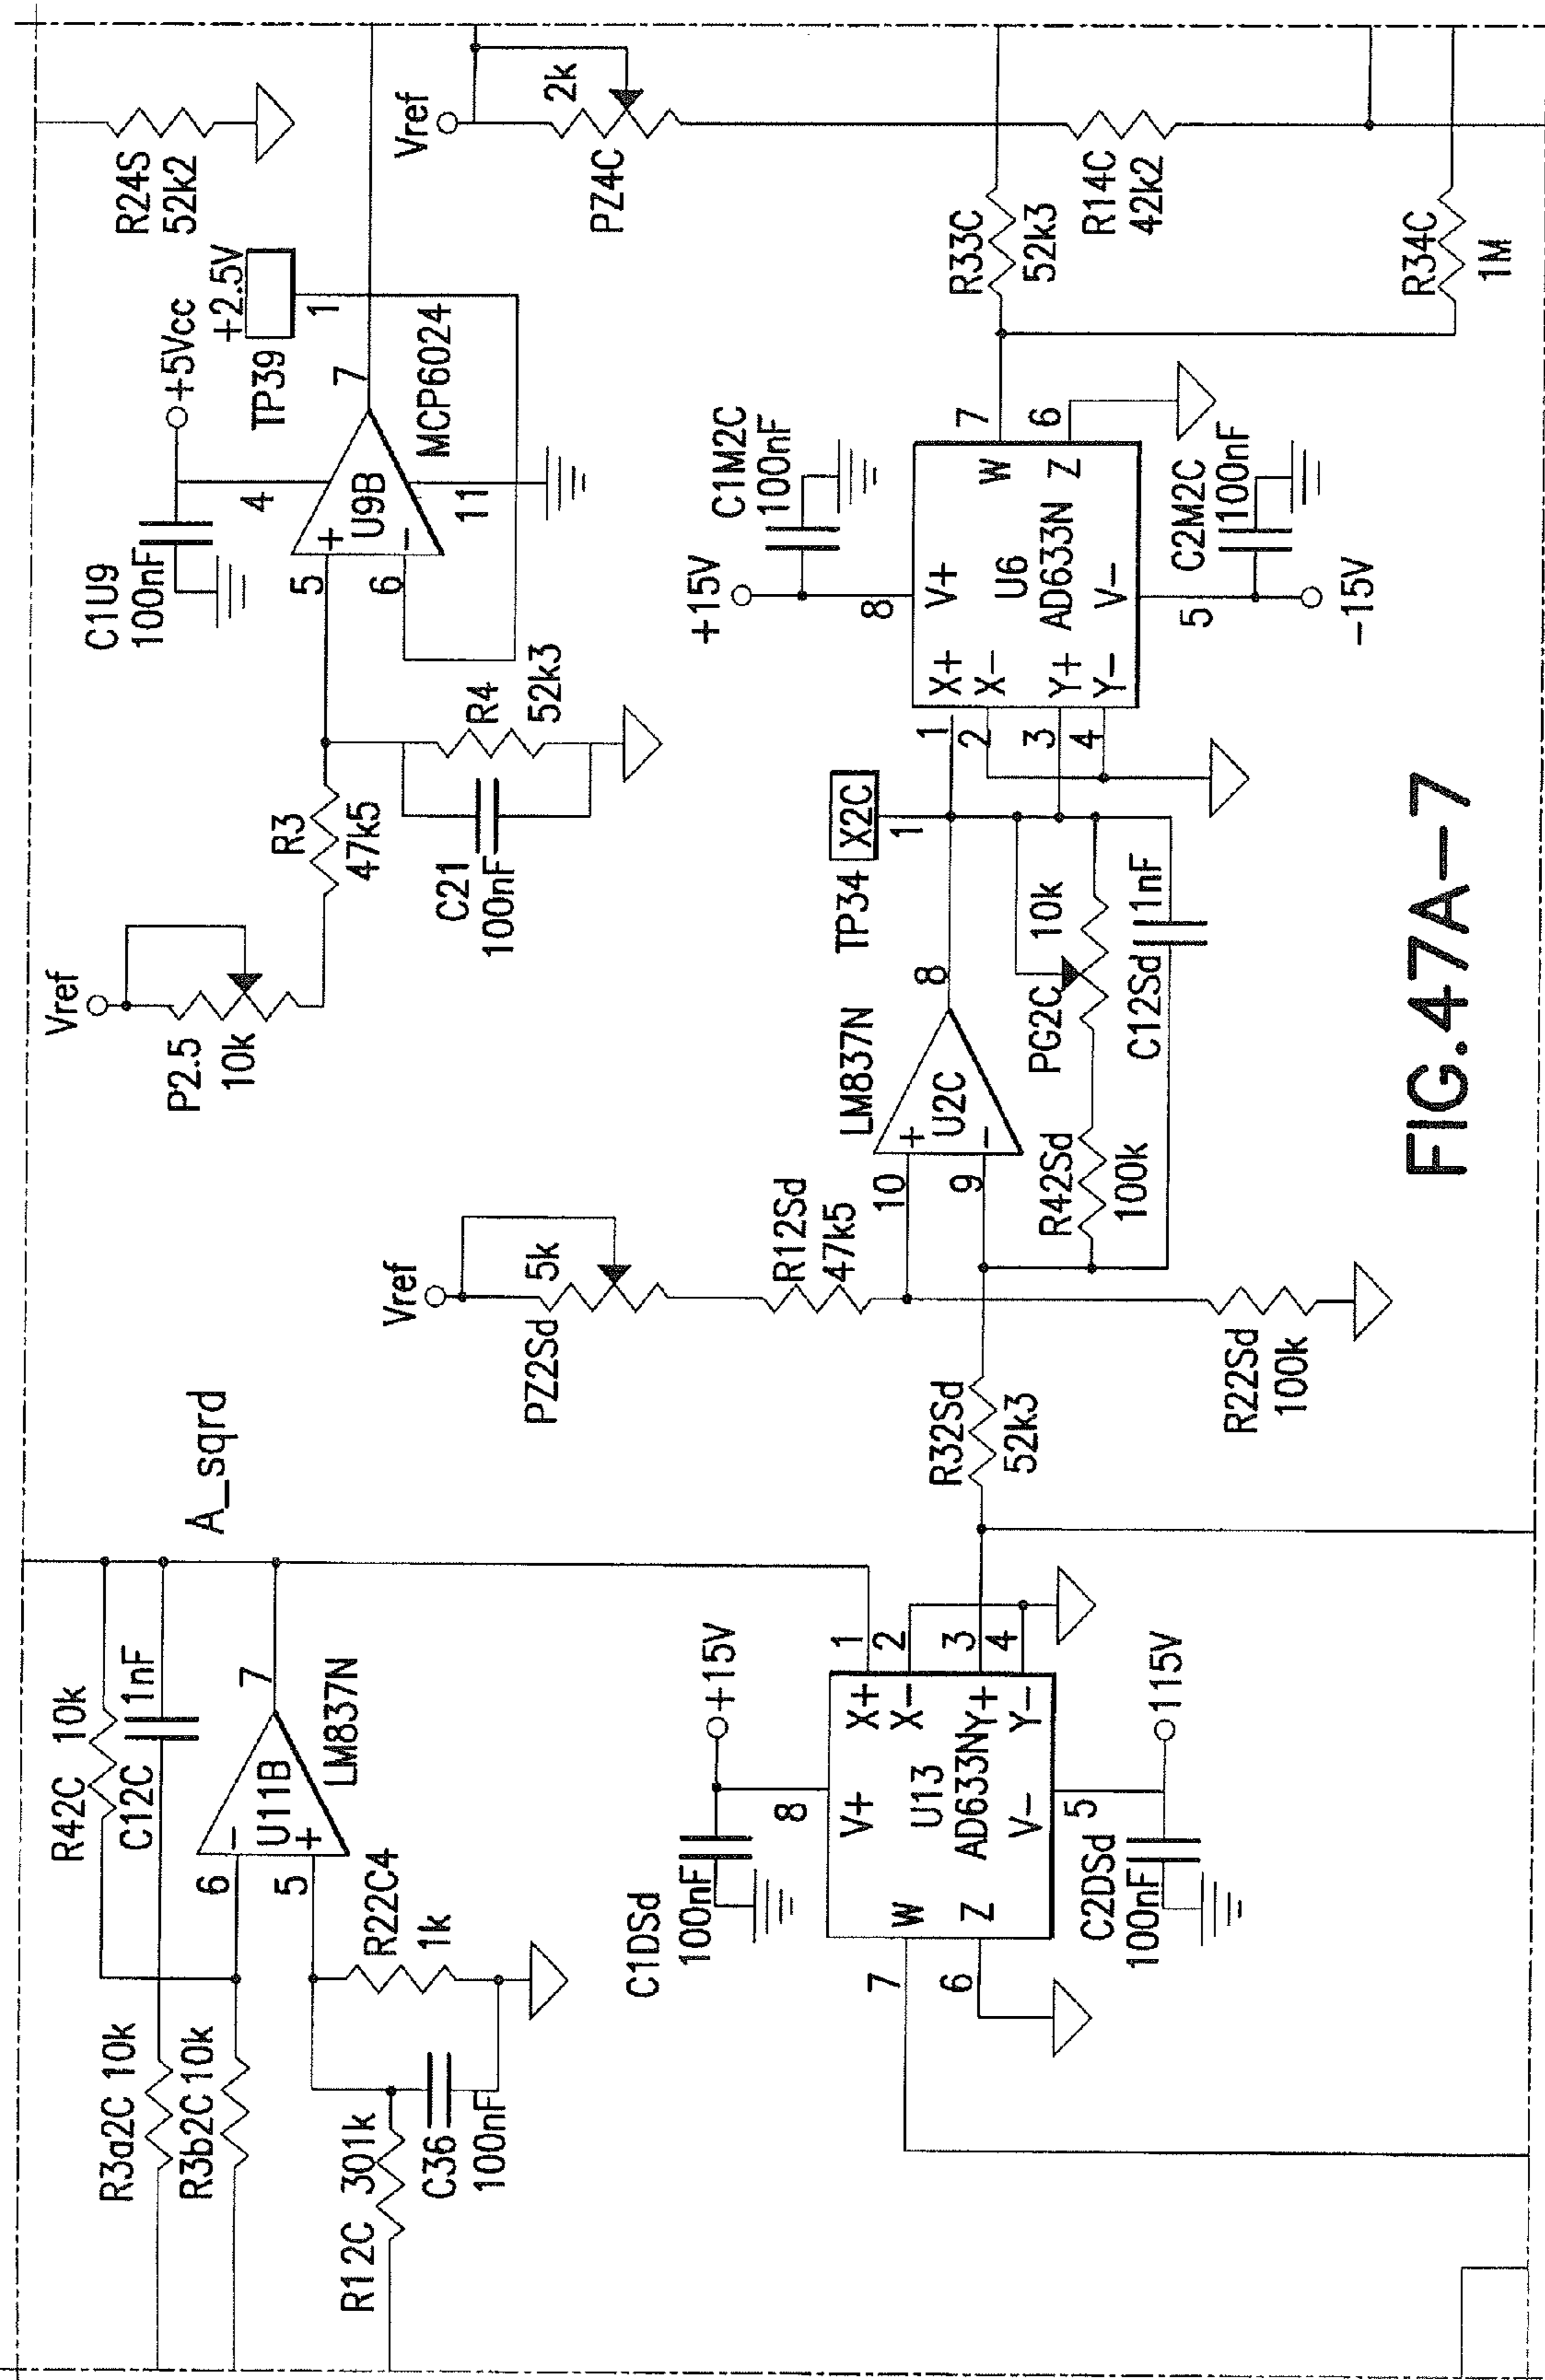 R42C 10k
C12C 1nF
R3a2C 10k
R3b2C 10k
6
5
-
+
U11B
7
LM837N
A_sqrd
R12C 301k
C36
100nF
R22C4
1k
C1DSd
100nF
+15V
8
V+
7
W
6
Z
U13
AD633N
X+
X-
Y+
Y-
1
2
3
4
V-
5
115V
C2DSd
100nF
Vref
PZ2Sd
5k
R12Sd
47k5
R32Sd
52k3
R22Sd
100k
10
9
+
-
U2C
8
LM837N
R42Sd
100k
PG2C
10k
C12Sd
1nF
TP34
X2C
1
Vref
P2.5
10k
R3
47k5
C21
100nF
R4
52k3
5
6
+
-
U9B
7
MCP6024
4
11
C1U9
100nF
+5Vcc
TP39
+2.5V
1
R24S
52k2
+15V
C1M2C
100nF
8
V+
1
2
3
4
X+
X-
Y+
Y-
U6
AD633N
W
Z
7
6
V-
5
-15V
C2M2C
100nF
Vref
2k
PZ4C
R33C
52k3
R14C
42k2
R34C
1M
FIG.47A-7